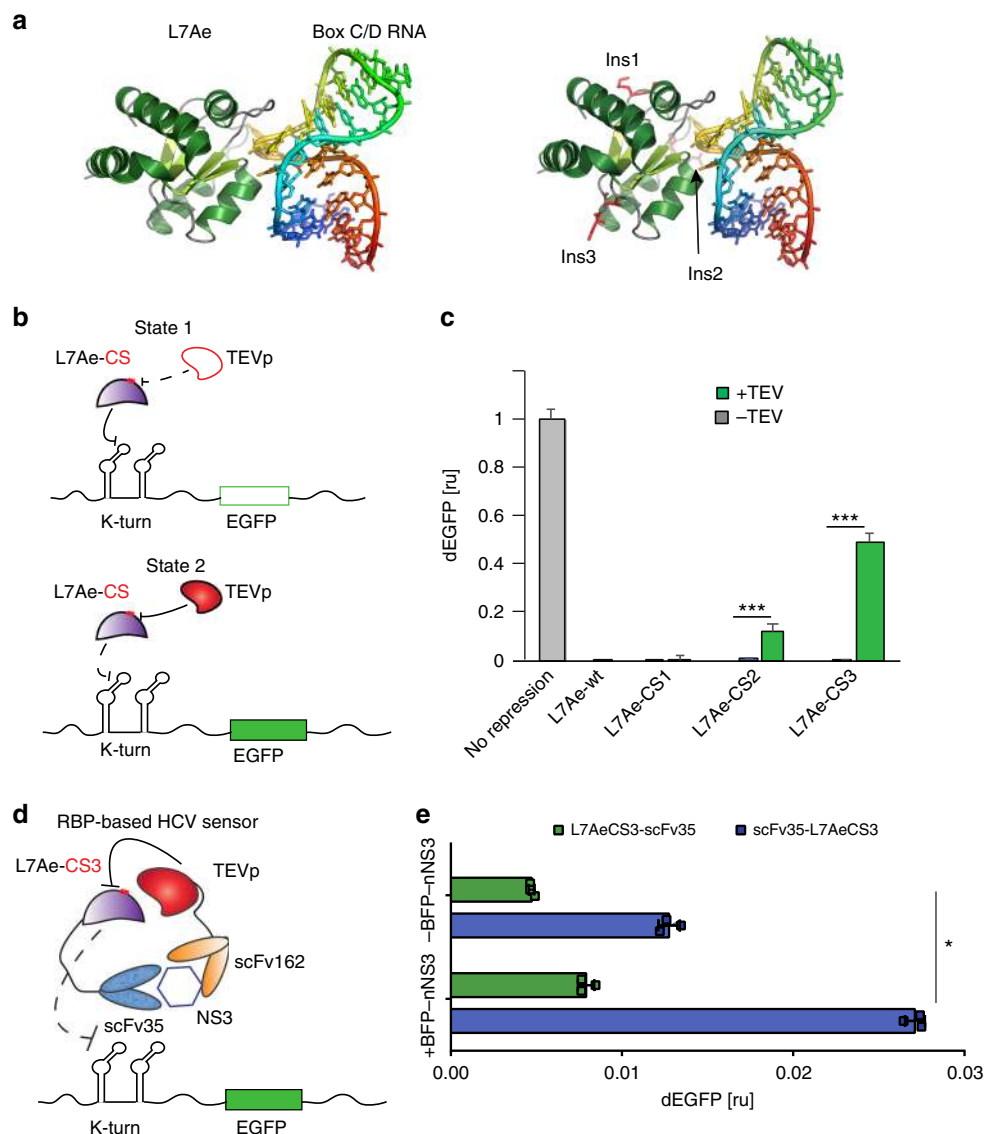 a
L7Ae
Box C/D RNA
Ins1
Ins3
Ins2
b
State 1
L7Ae-CS
TEVp
K-turn
EGFP
State 2
L7Ae-CS
TEVp
K-turn
EGFP
c
+TEV
–TEV
dEGFP [ru]
1
0.8
0.6
0.4
0.2
0
***
***
No repression
L7Ae-wt
L7Ae-CS1
L7Ae-CS2
L7Ae-CS3
d
RBP-based HCV sensor
L7Ae-CS3
TEVp
scFv162
NS3
scFv35
K-turn
EGFP
e
L7AeCS3-scFv35
scFv35-L7AeCS3
–BFP–nNS3
+BFP–nNS3
*
0.00
0.01
0.02
0.03
dEGFP [ru]